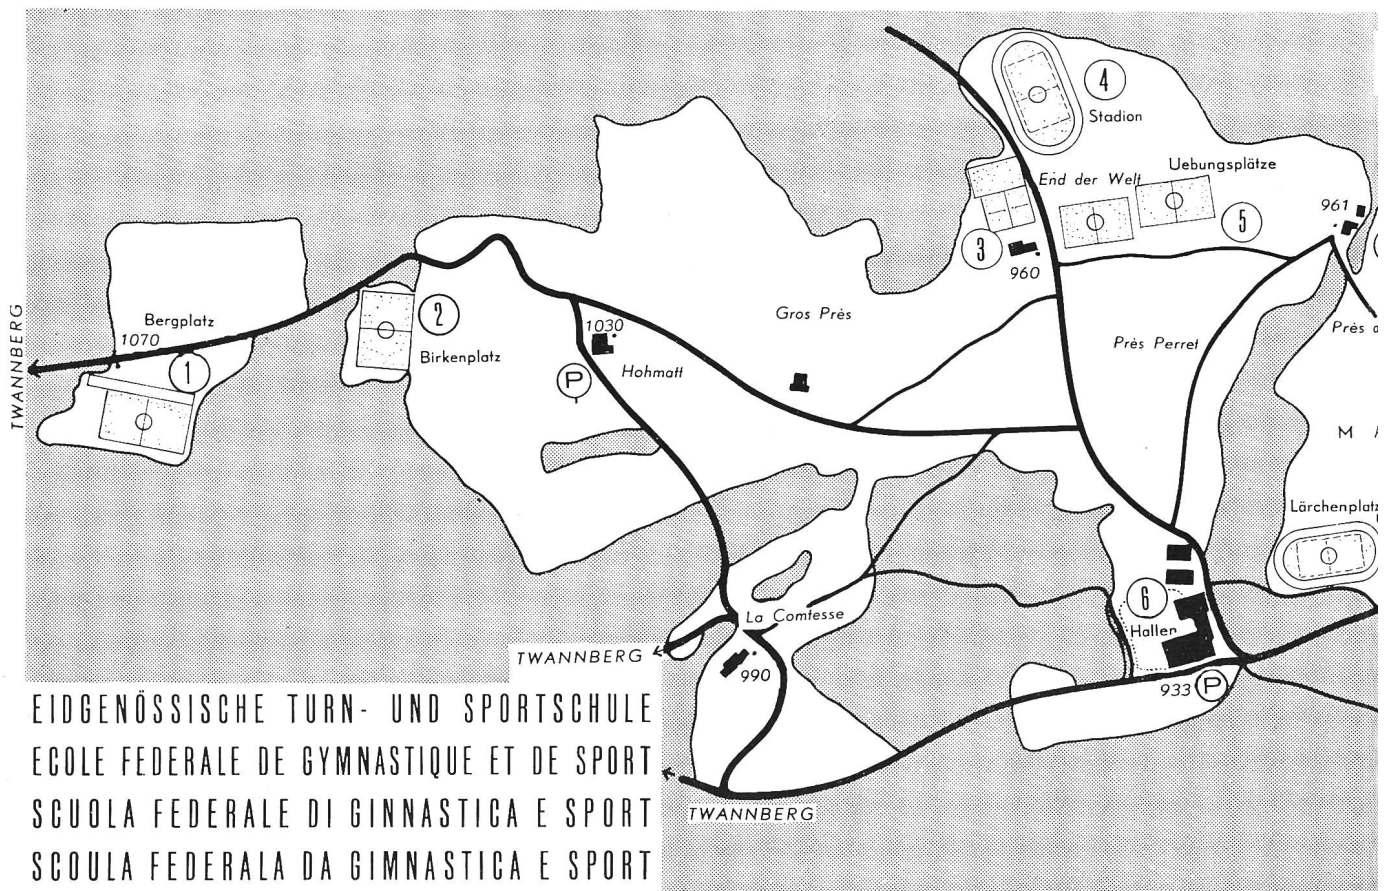 4
Stadion
Uebungsplätze
End der Welt
961
5
3
960
TWANNBERG
Bergplatz
1070
1
2
Birkenplatz
1030
P
Hohmatt
Gros Près
Près Perret
Près
M
Lärchenplatz
6
Hallen
La Comtesse
TWANNBERG
990
933 P
TWANNBERG
EIDGENÖSSISCHE TURN- UND SPORTSCHULE
ECOLE FEDERALE DE GYMNASTIQUE ET DE SPORT
SCUOLA FEDERALE DI GINNASTICA E SPORT
SCOULA FEDERALA DA GIMNASTICA E SPORT